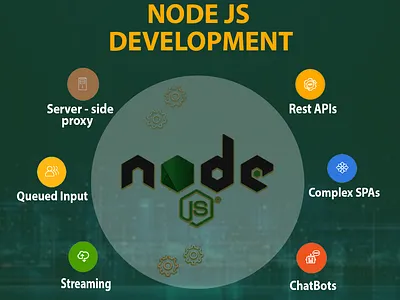 NODE JS
DEVELOPMENT
Server - side
proxy
Rest APIs
Queued Input
node
JS®
Complex SPAs
Streaming
ChatBots